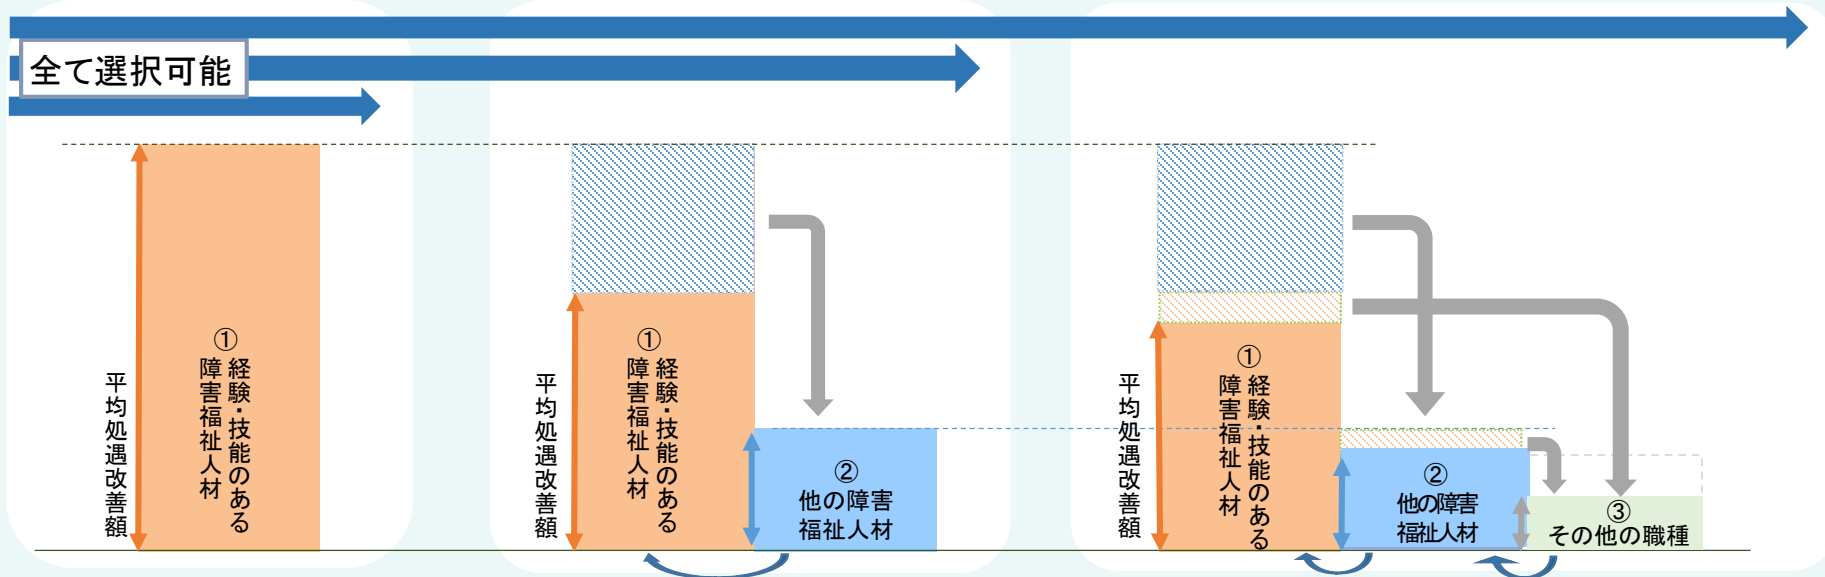 全て選択可能
平均処遇改善額
①
経験・技能のある
障害福祉人材
平均処遇改善額
①
経験・技能のある
障害福祉人材
②
他の障害
福祉人材
平均処遇改善額
①
経験・技能のある
障害福祉人材
②
他の障害
福祉人材
③
その他の職種